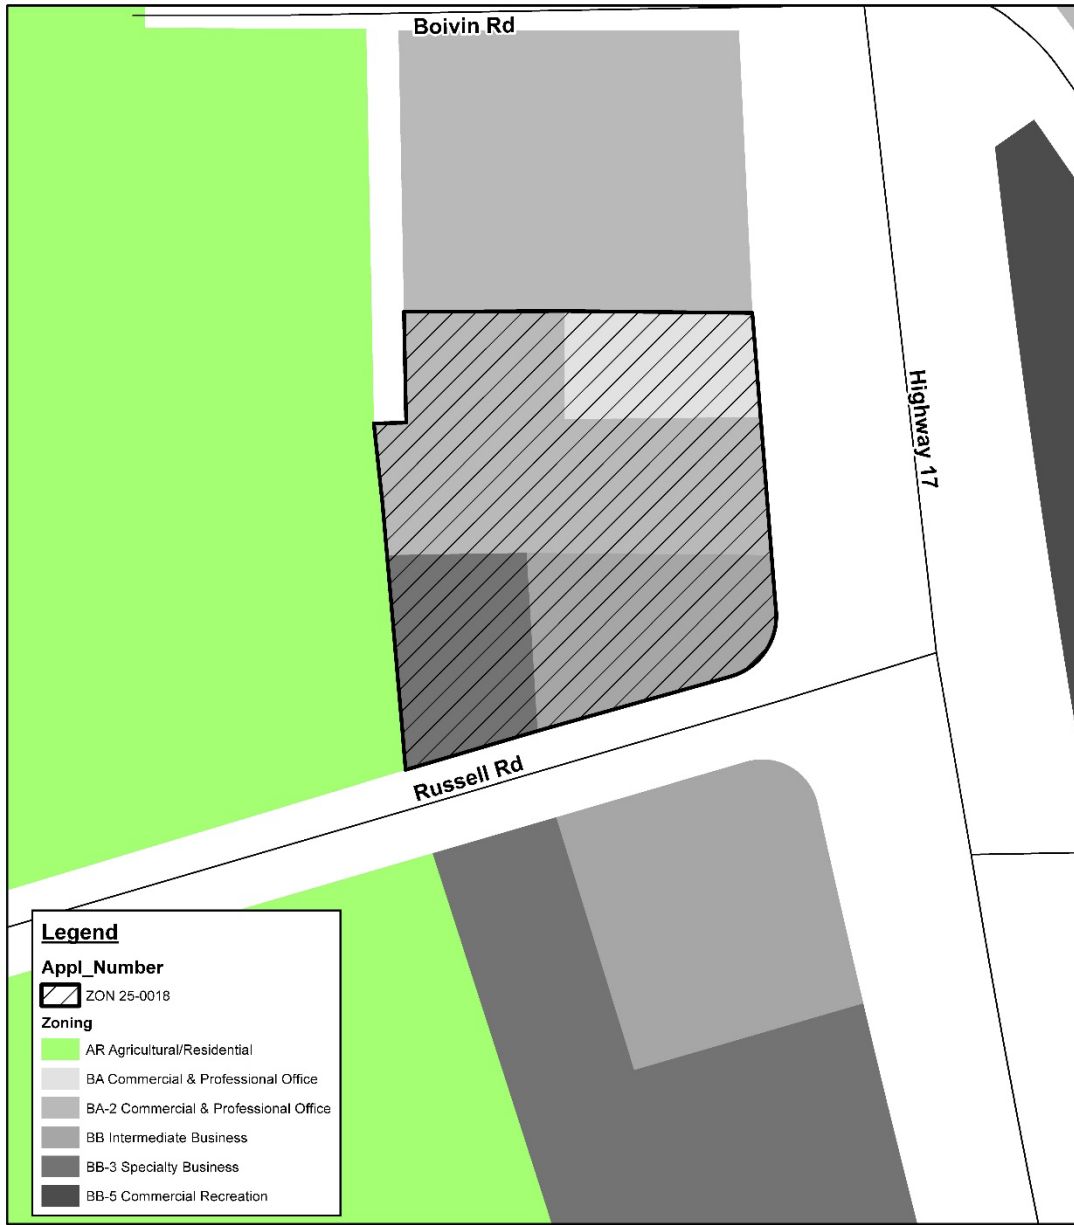 Boivin Rd
Highway 17
Russell Rd
Legend
Appl_Number
ZON 25-0018
Zoning
AR Agricultural/Residential
BA Commercial & Professional Office
BA-2 Commercial & Professional Office
BB Intermediate Business
BB-3 Specialty Business
BB-5 Commercial Recreation